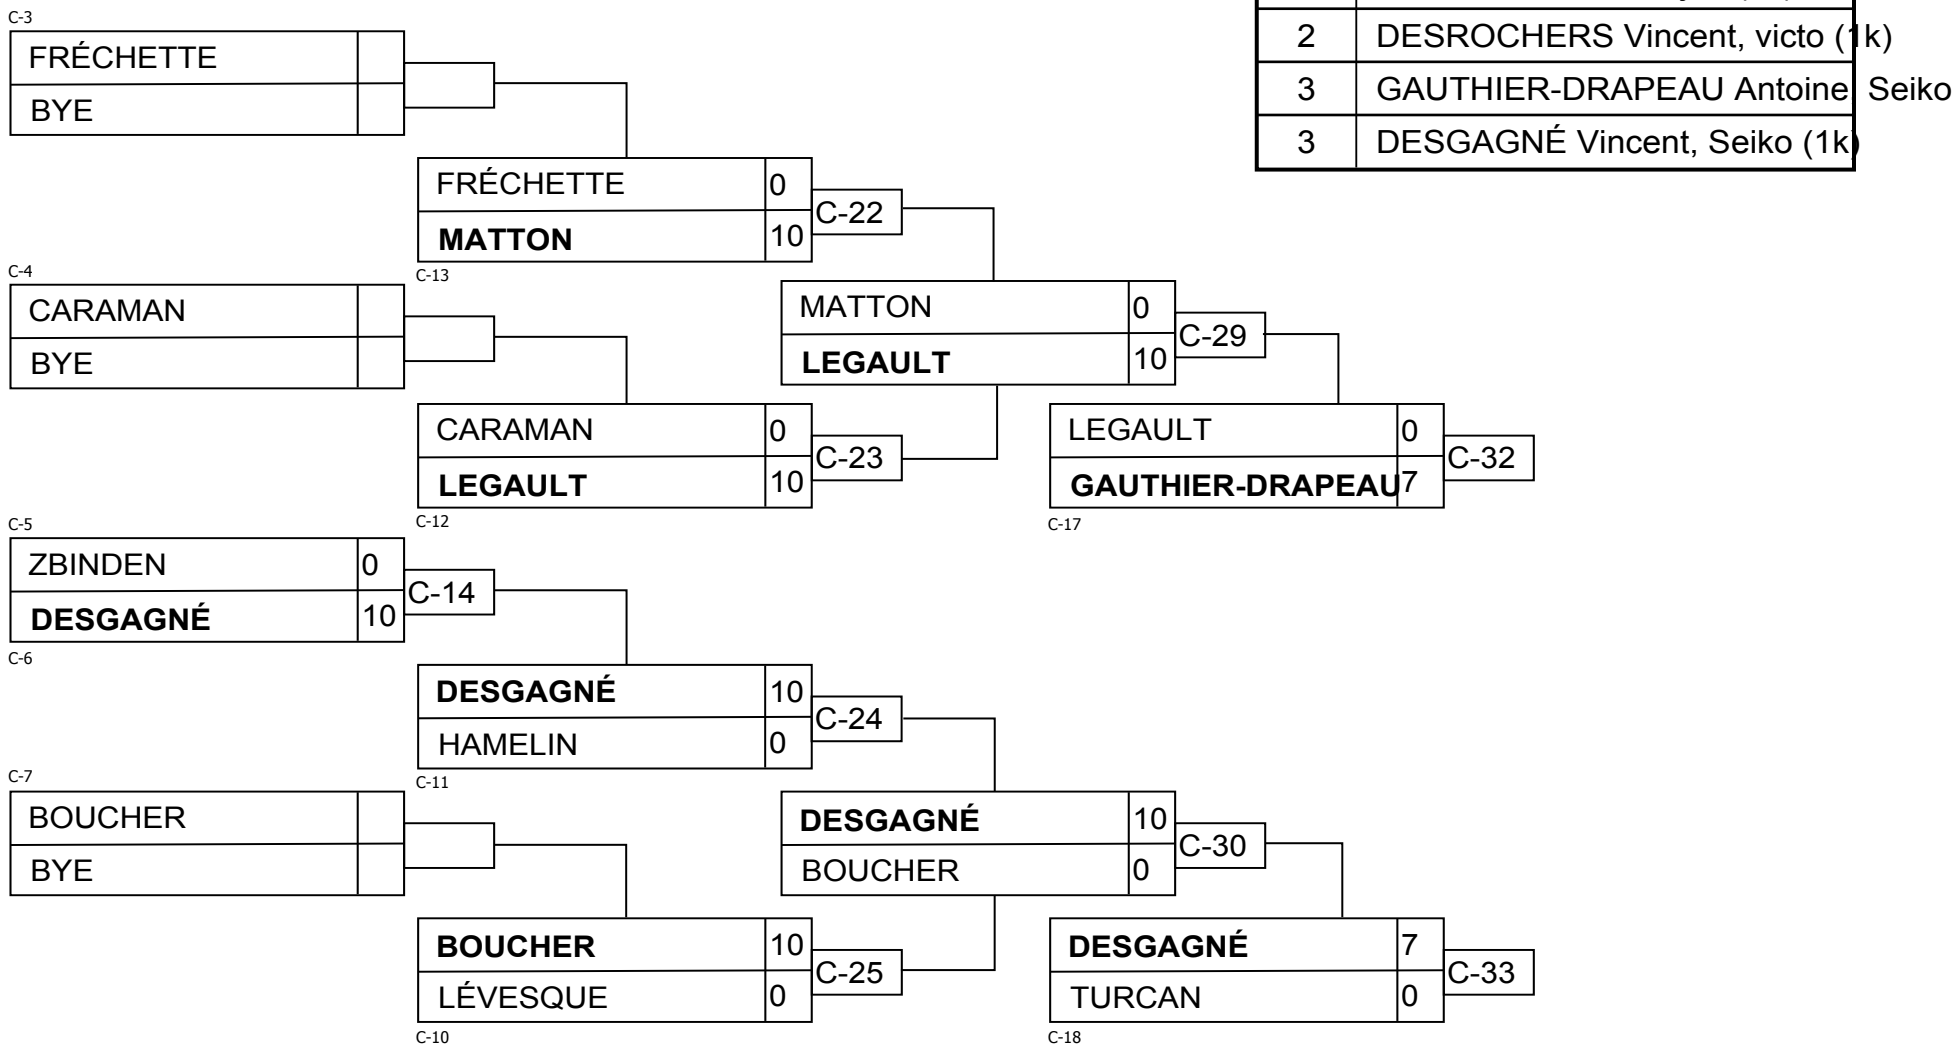 C-3
FRÉCHETTE
BYE
2 DESROCHERS Vincent, victo (1k)
3 GAUTHIER-DRAPEAU Antoine, Seiko
3 DESGAGNÉ Vincent, Seiko (1k)
FRÉCHETTE 0
MATTON 10
C-22
C-13
C-4
CARAMAN
BYE
MATTON 0
LEGAULT 10
C-29
CARAMAN 0
LEGAULT 10
C-23
C-12
LEGAULT 0
GAUTHIER-DRAPEAU 7
C-32
C-17
C-5
ZBINDEN 0
DESGAGNÉ 10
C-14
C-6
DESGAGNÉ 10
HAMELIN 0
C-24
C-11
C-7
BOUCHER
BYE
DESGAGNÉ 10
BOUCHER 0
C-30
BOUCHER 10
LÉVESQUE 0
C-25
C-10
DESGAGNÉ 7
TURCAN 0
C-33
C-18